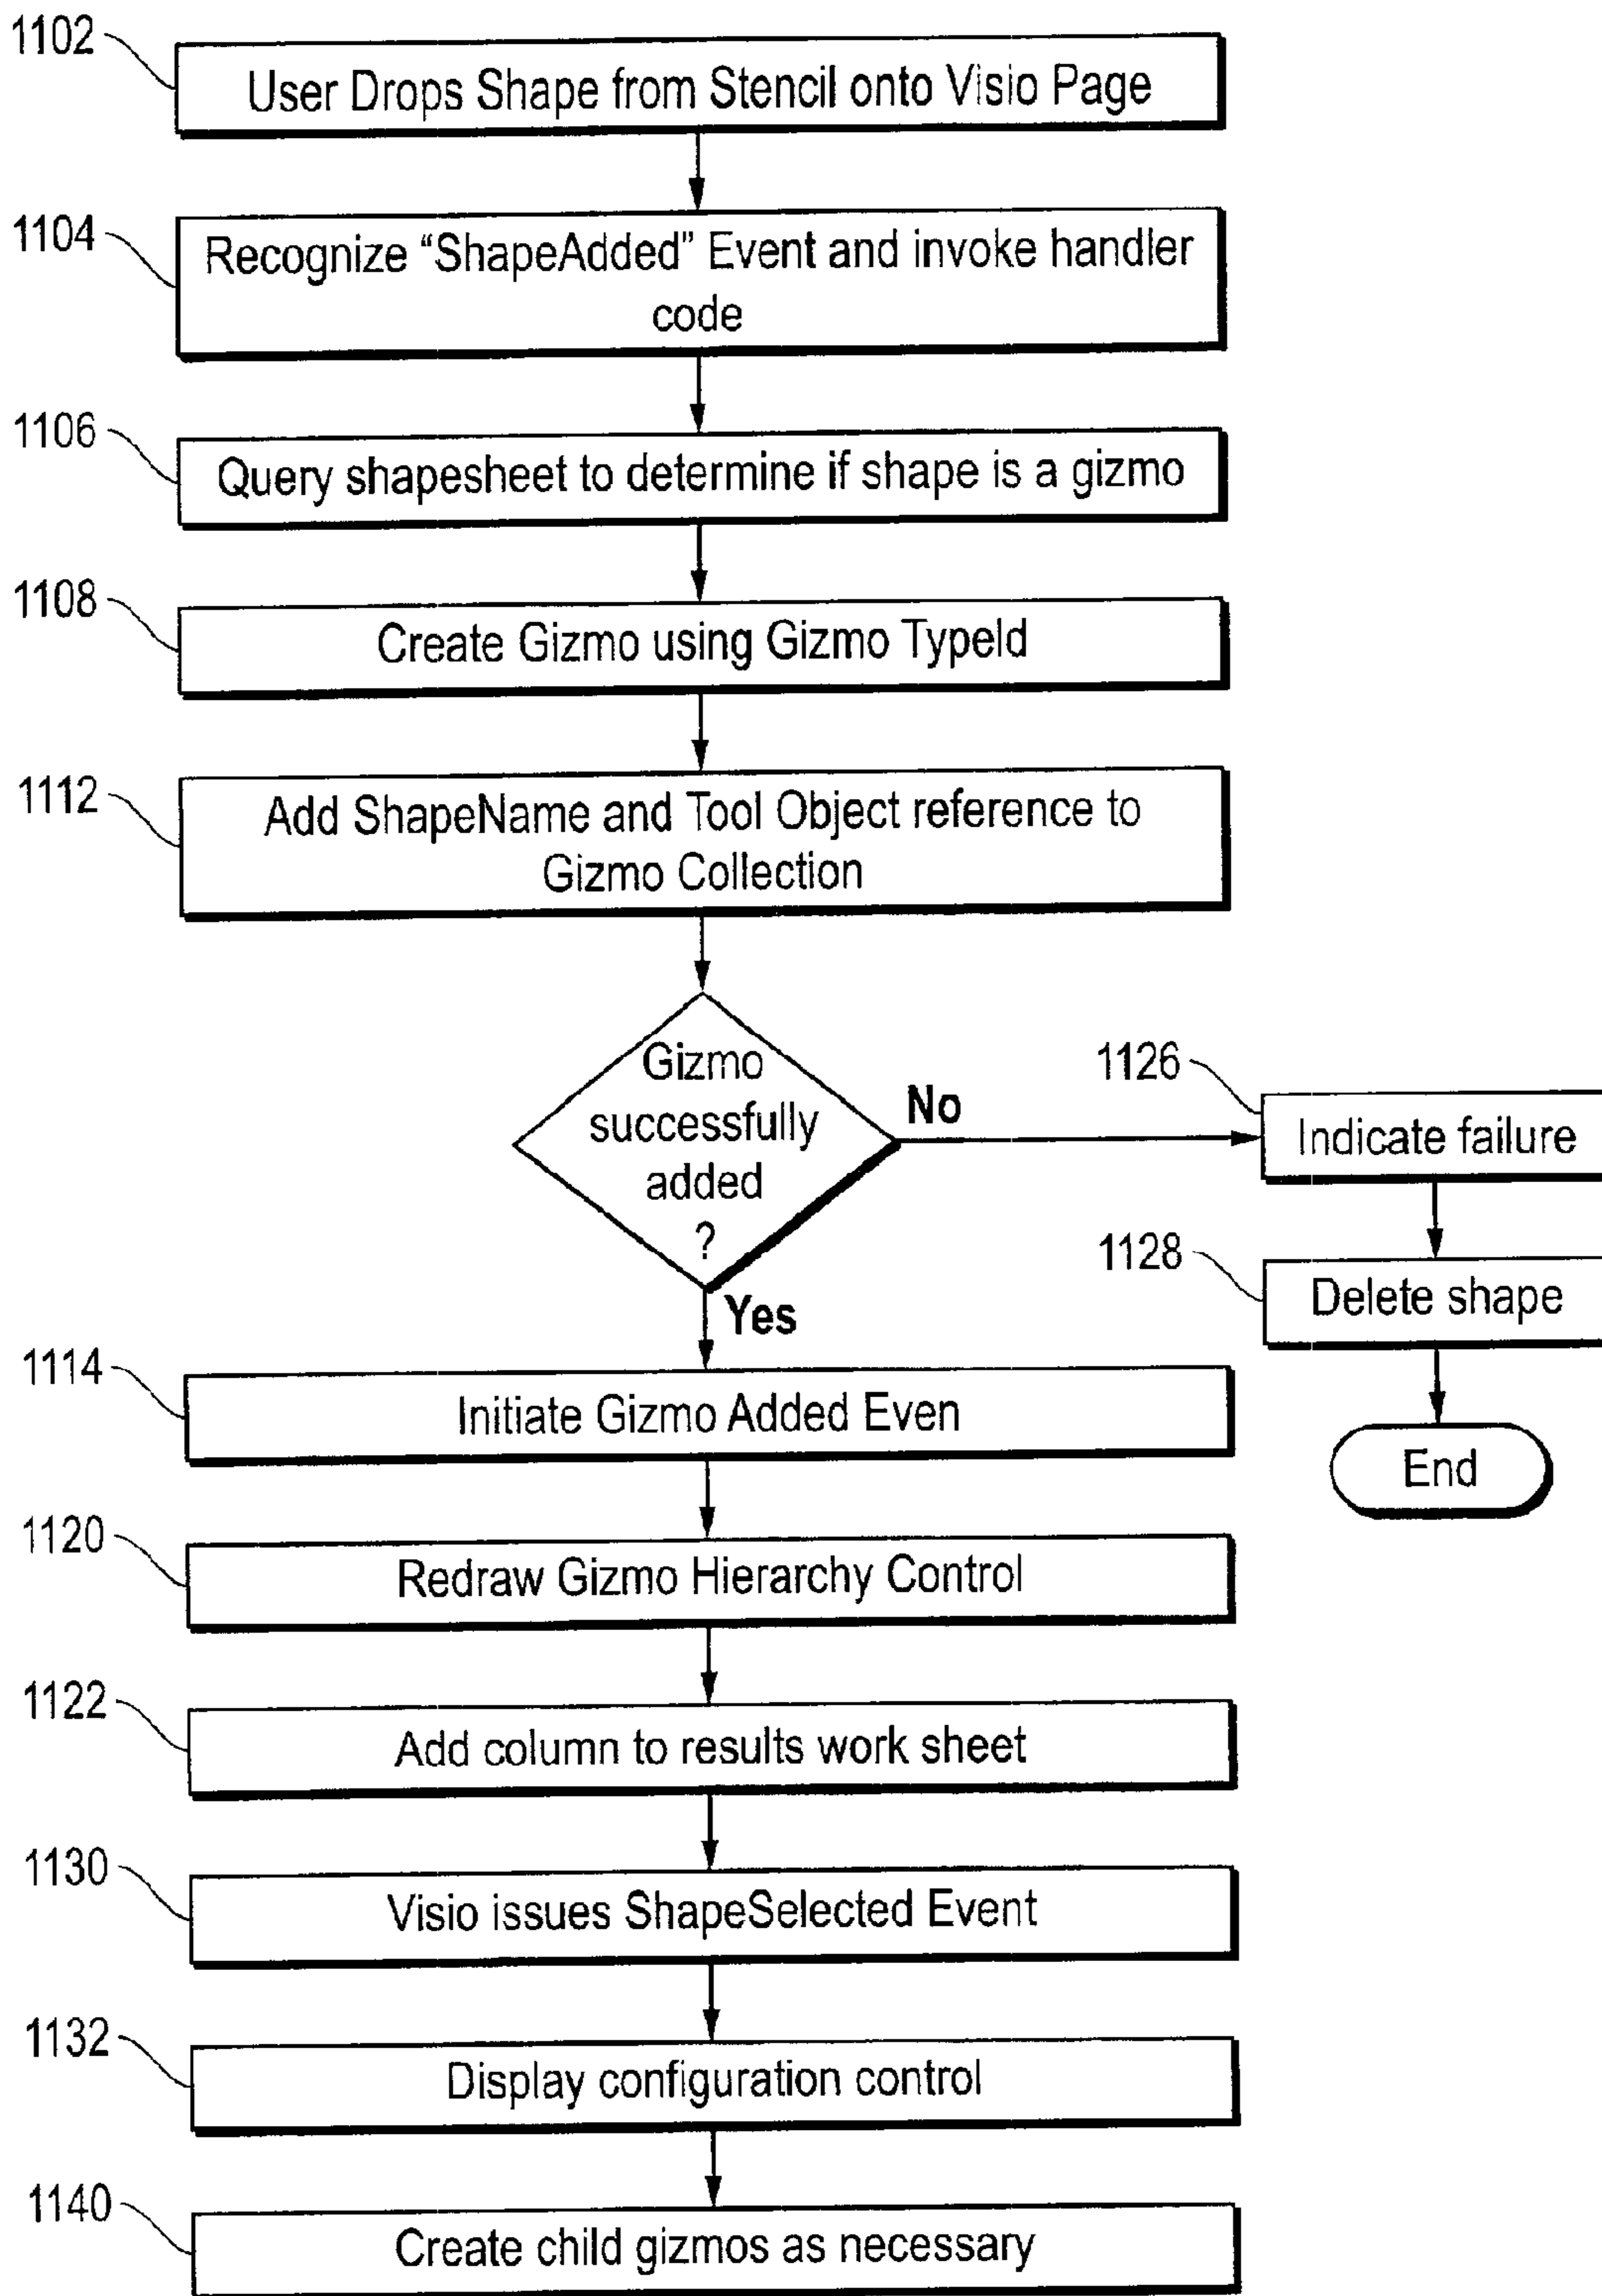 1102
User Drops Shape from Stencil onto Visio Page
1104
Recognize “ShapeAdded” Event and invoke handler
code
1106
Query shapesheet to determine if shape is a gizmo
1108
Create Gizmo using Gizmo TypeId
1112
Add ShapeName and Tool Object reference to
Gizmo Collection
Gizmo
successfully
added
?
No
1126
Indicate failure
1128
Delete shape
End
Yes
1114
Initiate Gizmo Added Even
1120
Redraw Gizmo Hierarchy Control
1122
Add column to results work sheet
1130
Visio issues ShapeSelected Event
1132
Display configuration control
1140
Create child gizmos as necessary